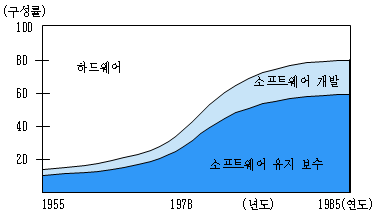 (구성률)
100
80
60
40
20
하드웨어
소프트웨어 개발
소프트웨어 유지 보수
1955
1978
(년도)
1985(연도)